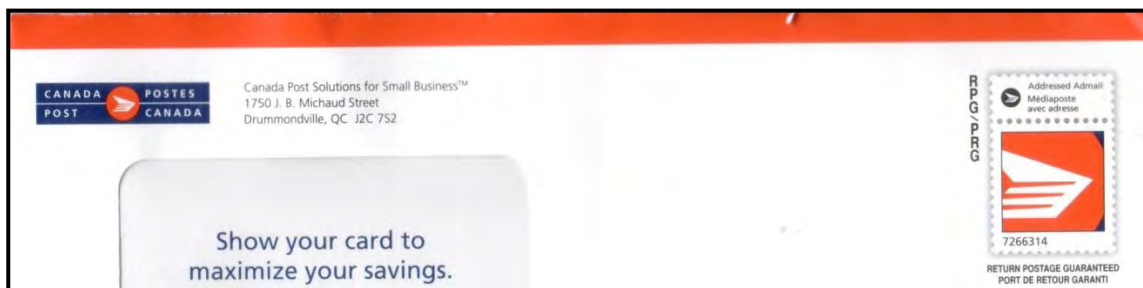 CANADA POSTES
POST CANADA
Canada Post Solutions for Small Business™
1750 J. B. Michaud Street
Drummondville, QC J2C 7S2
RPG/PRG
Addressed Admail
Médiaposte
avec adresse
7266314
RETURN POSTAGE GUARANTEED
PORT DE RETOUR GARANTI
Show your card to
maximize your savings.